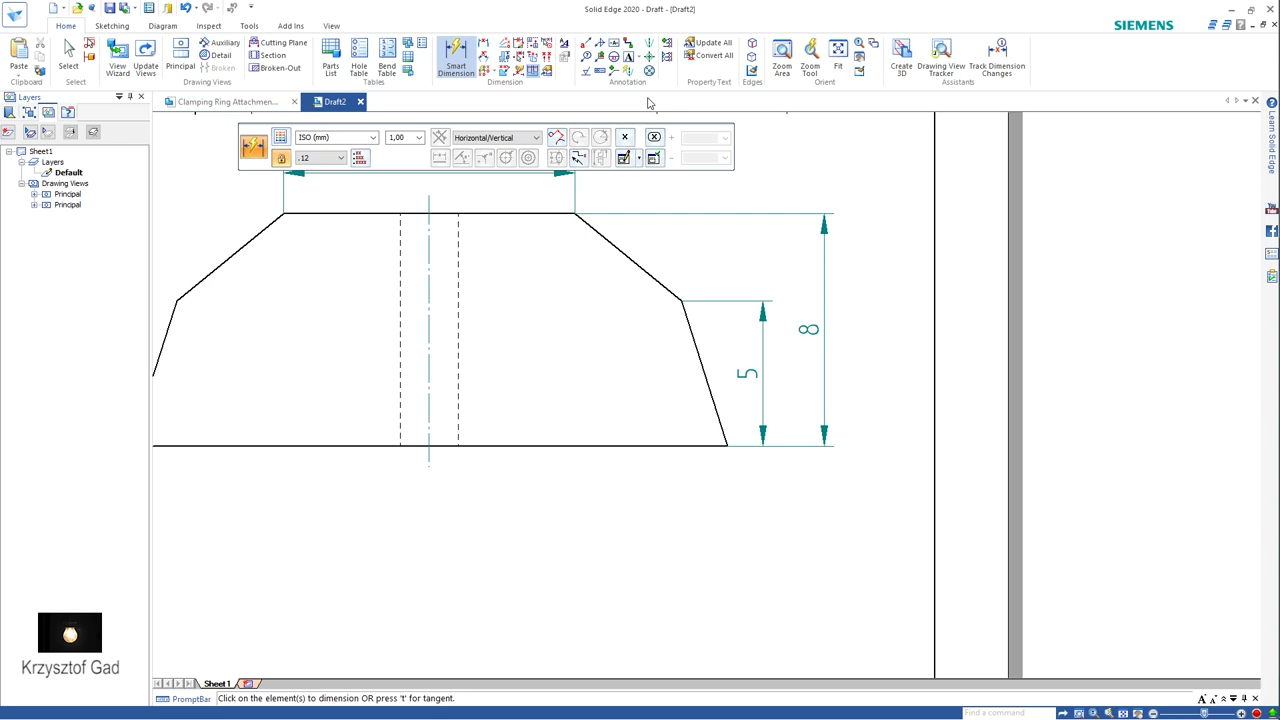 Solid Edge 2020 - Draft - [Draft2]
Home Sketching Diagram Inspect Tools Add Ins View
SIEMENS
Paste
Clipboard
Select
Select
View Wizard
Update Views
Principal
Auxiliary
Detail
Broken
Cutting Plane
Section
Broken-Out
Drawing Views
Parts List
Hole Table
Bend Table
Tables
Smart Dimension
Dimension
Annotation
Update All
Convert All
Property Text
Edges
Zoom Area
Zoom Tool
Fit
Orient
Create 3D
Drawing View Tracker
Track Dimension Changes
Assistants
Layers
Clamping Ring Attachmen...
Draft2
ISO (mm)
1,00
Horizontal/Vertical
.12
Sheet1
Layers
Default
Drawing Views
Principal
Principal
Learn Solid Edge
8
5
Krzysztof Gad
Sheet1
PromptBar
Click on the element(s) to dimension OR press 't' for tangent.
Find a command